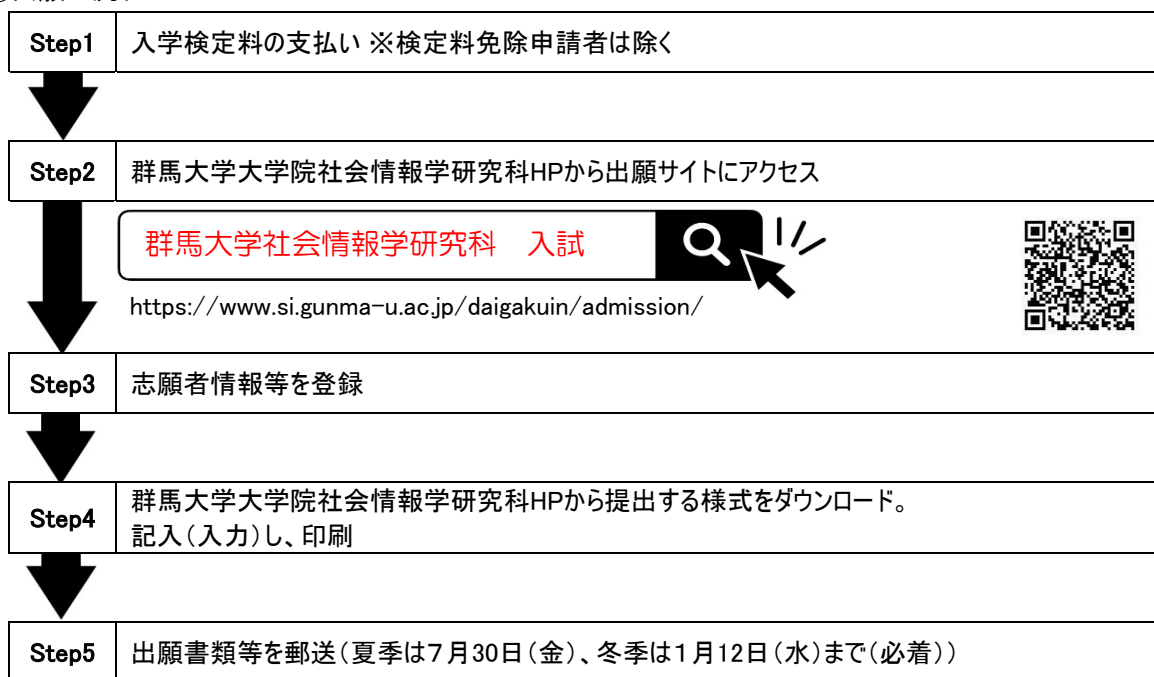 Step1 入学検定料の支払い ※検定料免除申請者は除く
Step2 群馬大学大学院社会情報学研究科HPから出願サイトにアクセス
群馬大学社会情報学研究科　入試
https://www.si.gunma-u.ac.jp/daigakuin/admission/
Step3 志願者情報等を登録
Step4 群馬大学大学院社会情報学研究科HPから提出する様式をダウンロード。
記入（入力）し、印刷
Step5 出願書類等を郵送（夏季は７月30日（金）、冬季は１月12日（水）まで（必着））